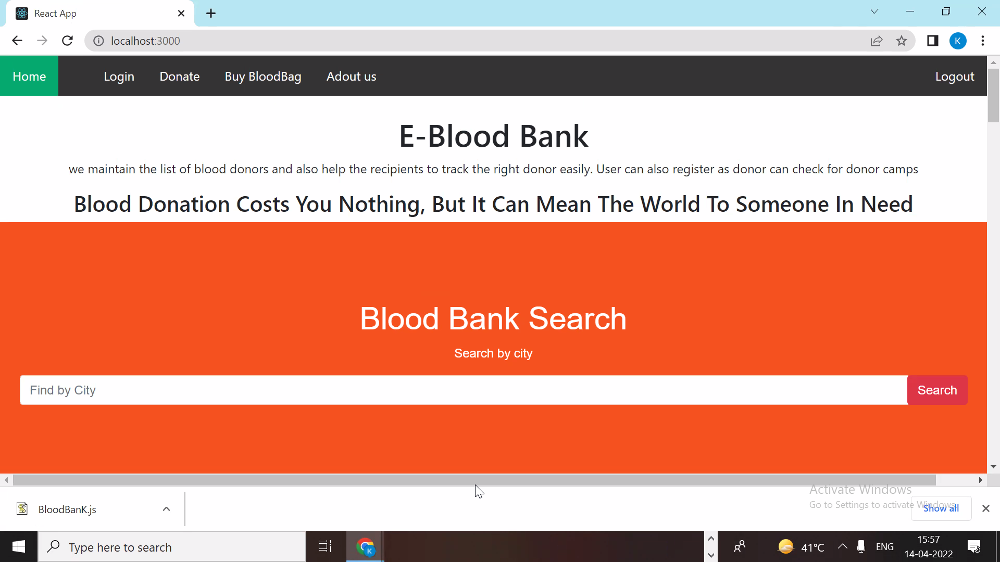 React App
localhost:3000
K
Home Login Donate Buy BloodBag Adout us Logout
E-Blood Bank
we maintain the list of blood donors and also help the recipients to track the right donor easily. User can also register as donor can check for donor camps
Blood Donation Costs You Nothing, But It Can Mean The World To Someone In Need
Blood Bank Search
Search by city
Find by City Search
Activate Windows
Go to Settings to activate Windows.
BloodBanK.js Show all
Type here to search
K
41°C ENG
15:57
14-04-2022